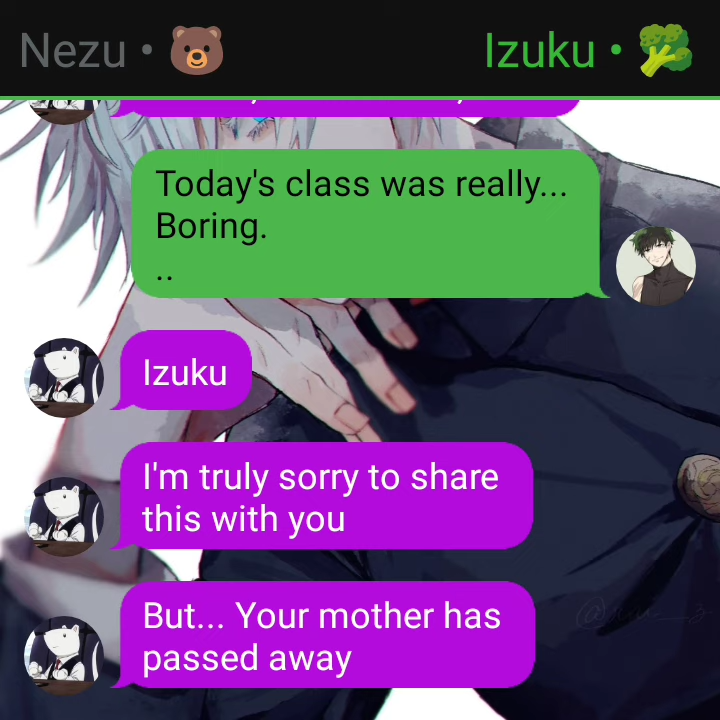 Nezu • 🐻
Izuku • 🥦
Today's class was really...
Boring.
..
Izuku
I'm truly sorry to share
this with you
But... Your mother has
passed away